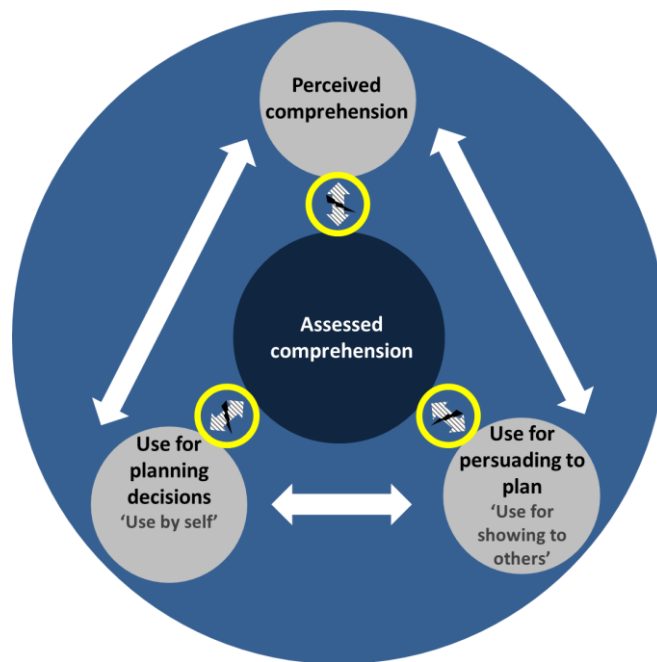 Perceived
comprehension
Assessed
comprehension
Use for
planning
decisions
‘Use by self’
Use for
persuading to
plan
‘Use for
showing to
others’